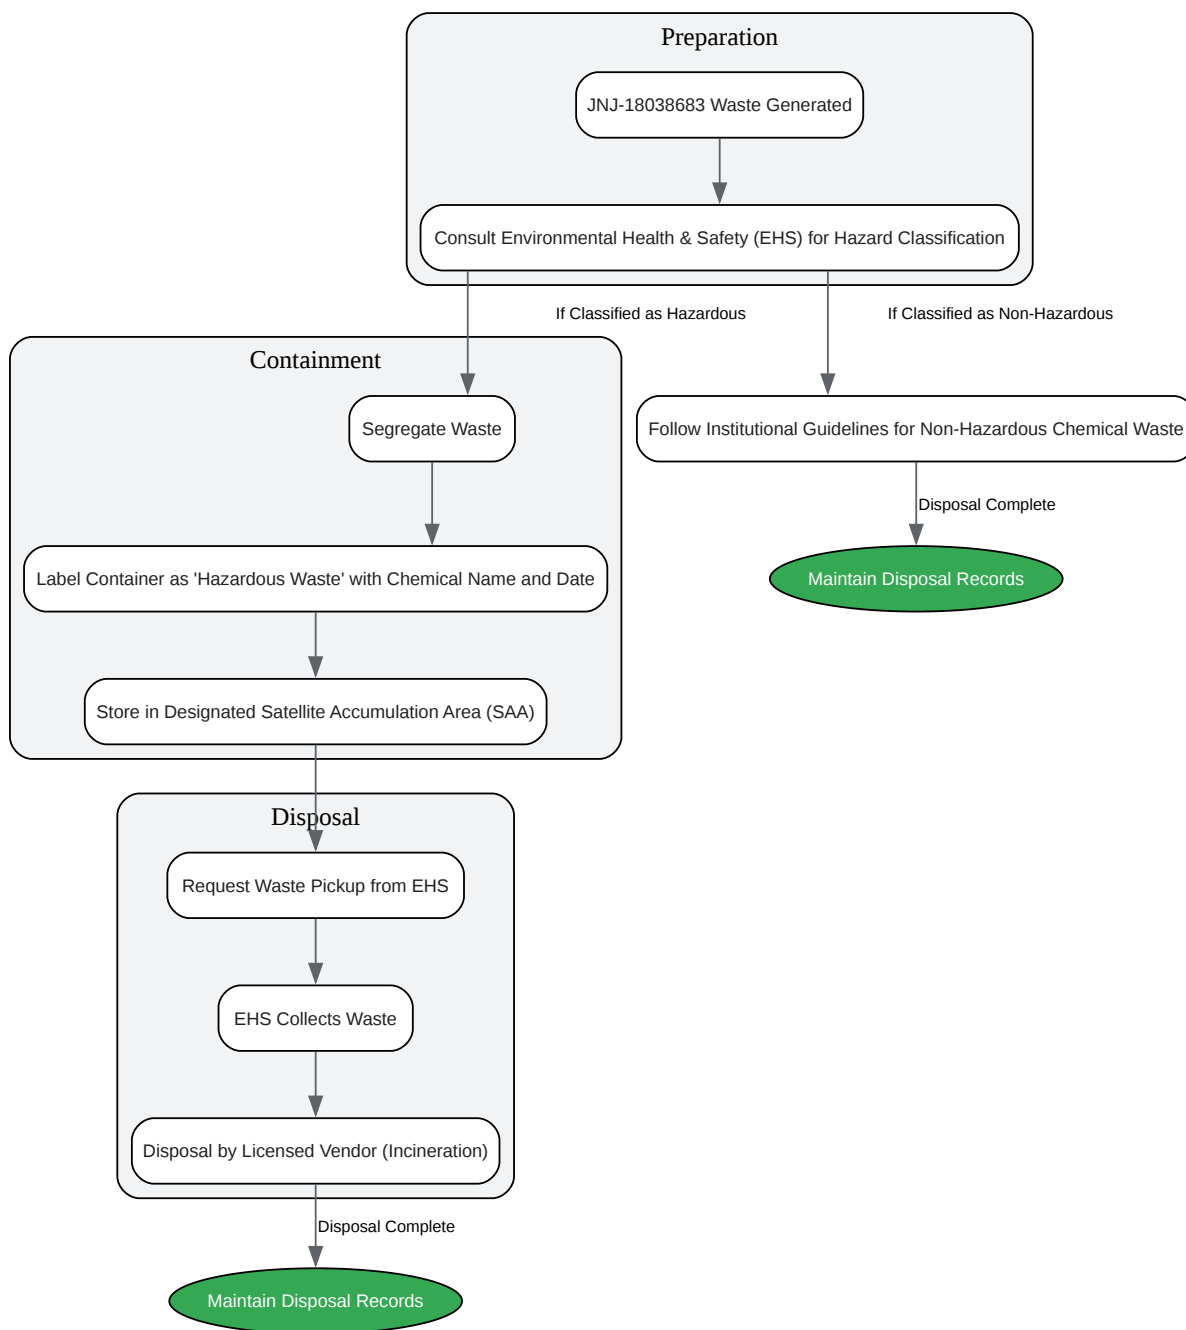 Preparation
JNJ-18038683 Waste Generated
Consult Environmental Health & Safety (EHS) for Hazard Classification
If Classified as Hazardous
If Classified as Non-Hazardous
Containment
Segregate Waste
Follow Institutional Guidelines for Non-Hazardous Chemical Waste
Disposal Complete
Label Container as 'Hazardous Waste' with Chemical Name and Date
Maintain Disposal Records
Store in Designated Satellite Accumulation Area (SAA)
Disposal
Request Waste Pickup from EHS
EHS Collects Waste
Disposal by Licensed Vendor (Incineration)
Disposal Complete
Maintain Disposal Records